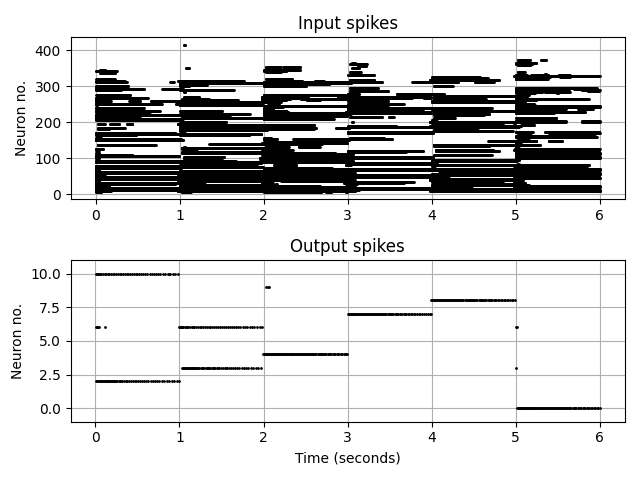 Input spikes
400
300
200
100
0
Neuron no.
0 1 2 3 4 5 6
Output spikes
10.0
7.5
5.0
2.5
0.0
Neuron no.
0 1 2 3 4 5 6
Time (seconds)